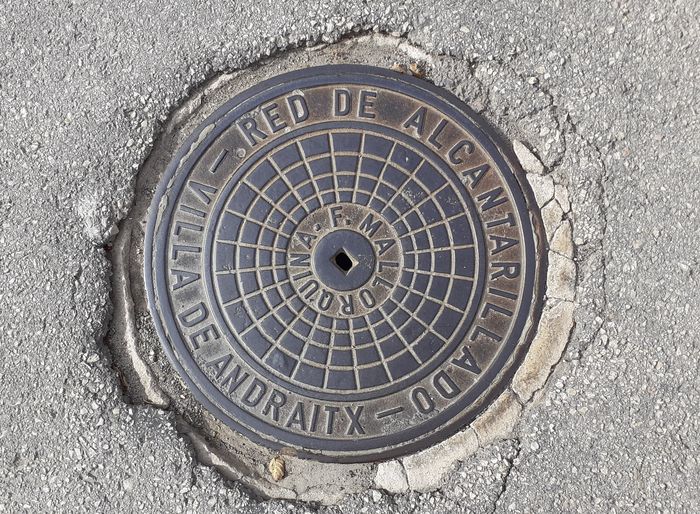 RED DE ALCANTARILLADO
VILLA DE ANDRAITX
F. MALLORQUINA.